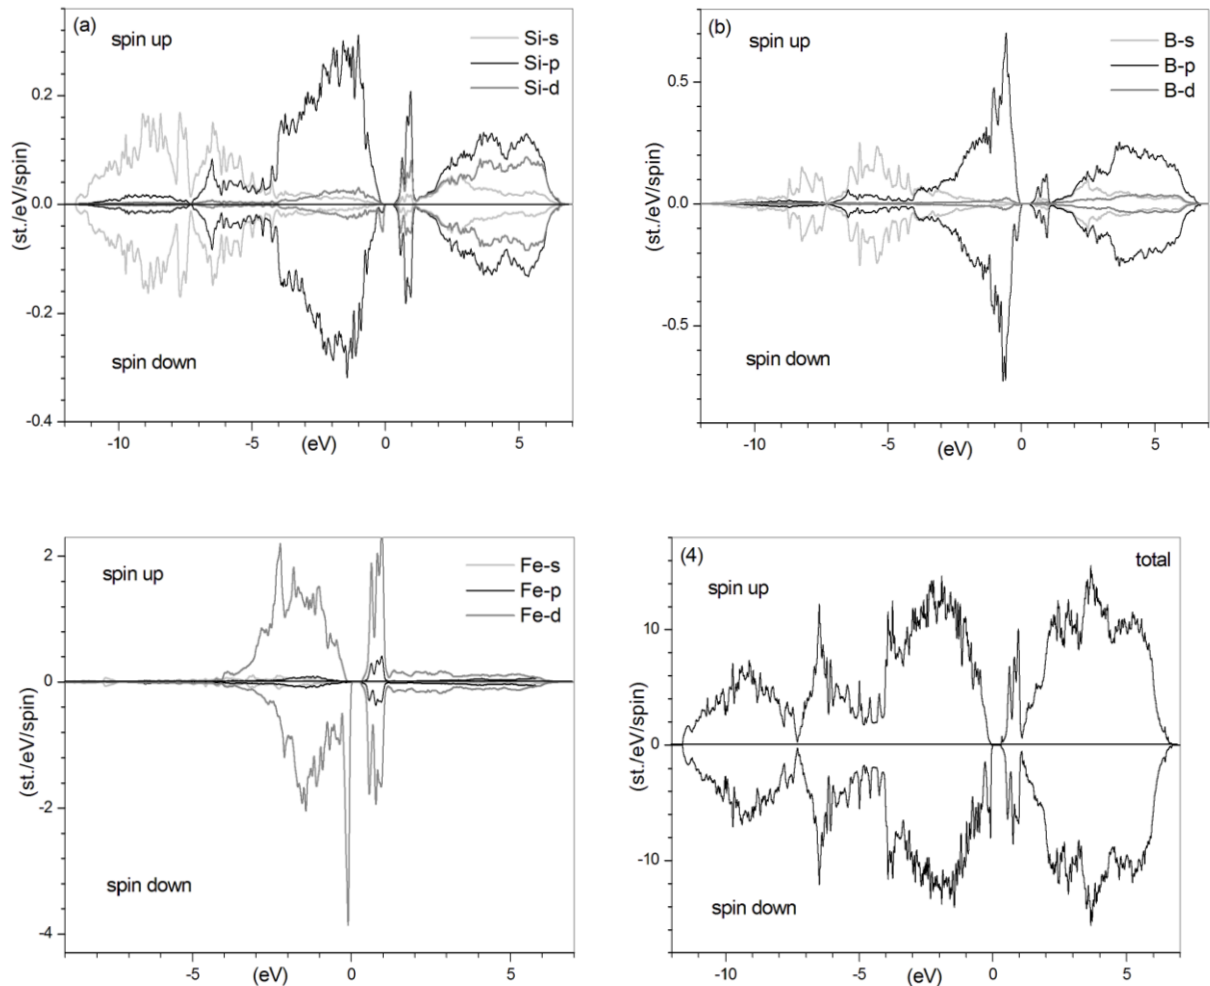 (a)
spin up
Si-s
Si-p
Si-d
0.2
0.0
-0.2
-0.4
(st./eV/spin)
spin down
-10
-5
0
5
(eV)
(b)
spin up
B-s
B-p
B-d
0.5
0.0
-0.5
(st./eV/spin)
spin down
-10
-5
0
5
(eV)
spin up
Fe-s
Fe-p
Fe-d
2
0
-2
-4
(st./eV/spin)
spin down
-5
0
5
(eV)
(4)
total
spin up
10
0
-10
(st./eV/spin)
spin down
-10
-5
0
5
(eV)